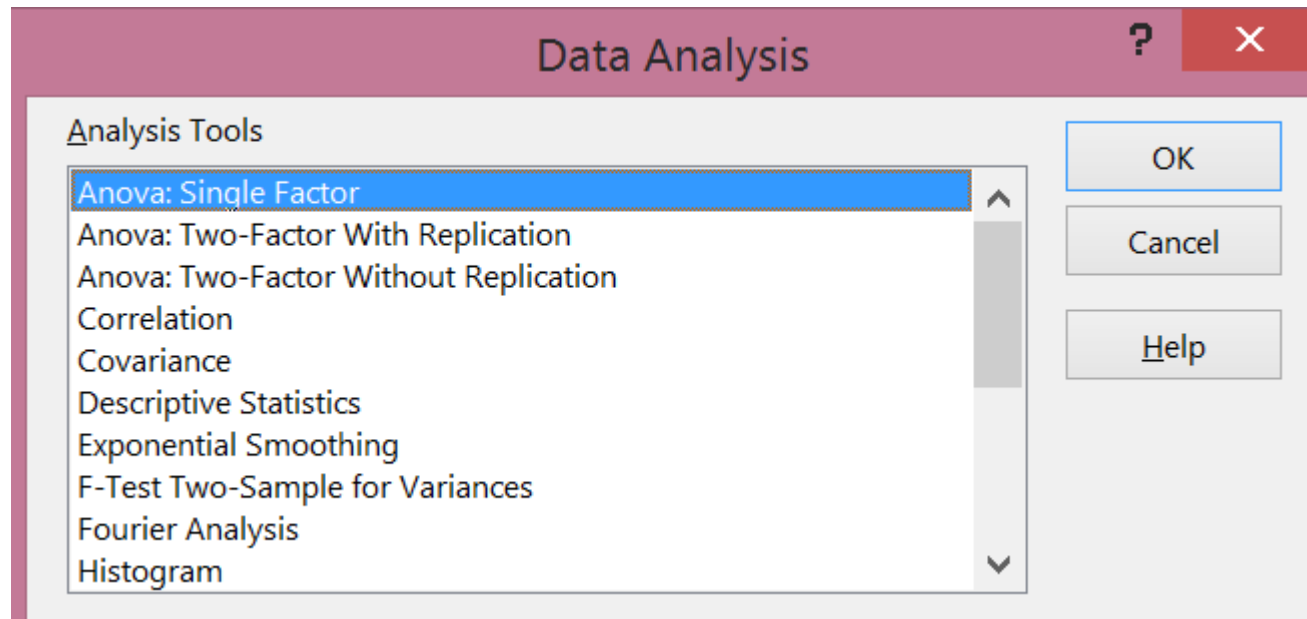 Data Analysis
?
Analysis Tools
Anova: Single Factor
Anova: Two-Factor With Replication
Anova: Two-Factor Without Replication
Correlation
Covariance
Descriptive Statistics
Exponential Smoothing
F-Test Two-Sample for Variances
Fourier Analysis
Histogram
OK
Cancel
Help